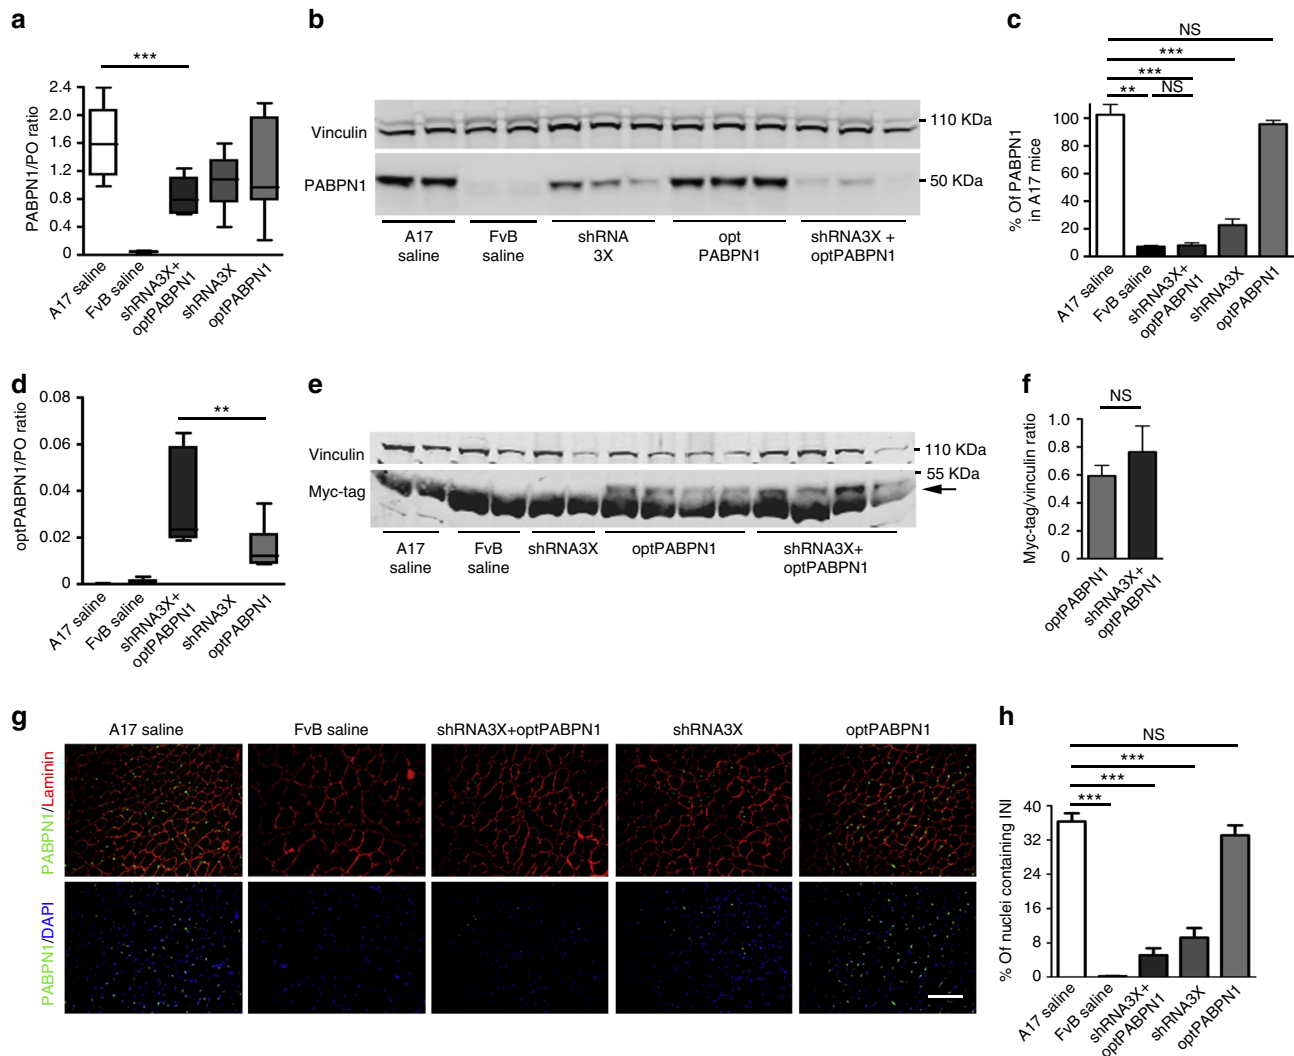 a
***
PABPN1/PO ratio
2.4
2.0
1.6
1.2
0.8
0.4
0
A17 saline
FvB saline
shRNA3X+
optPABPN1
shRNA3X
optPABPN1
b
Vinculin
110 KDa
PABPN1
50 KDa
A17
saline
FvB
saline
shRNA
3X
opt
PABPN1
shRNA3X +
optPABPN1
c
NS
***
***
** NS
% Of PABPN1
in A17 mice
100
80
60
40
20
0
A17 saline
FvB saline
shRNA3X+
optPABPN1
shRNA3X
optPABPN1
d
**
optPABPN1/PO ratio
0.08
0.06
0.04
0.02
0
A17 saline
FvB saline
shRNA3X+
optPABPN1
shRNA3X
optPABPN1
e
Vinculin
110 KDa
55 KDa
Myc-tag
A17
saline
FvB
saline
shRNA3X
optPABPN1
shRNA3X+
optPABPN1
f
NS
Myc-tag/vinculin ratio
1.0
0.8
0.6
0.4
0.2
0
optPABPN1
shRNA3X+
optPABPN1
g
A17 saline
FvB saline
shRNA3X+optPABPN1
shRNA3X
optPABPN1
PABPN1/Laminin
PABPN1/DAPI
h
NS
***
***
***
% Of nuclei containing INI
40
32
24
16
8
0
A17 saline
FvB saline
shRNA3X+
optPABPN1
shRNA3X
optPABPN1